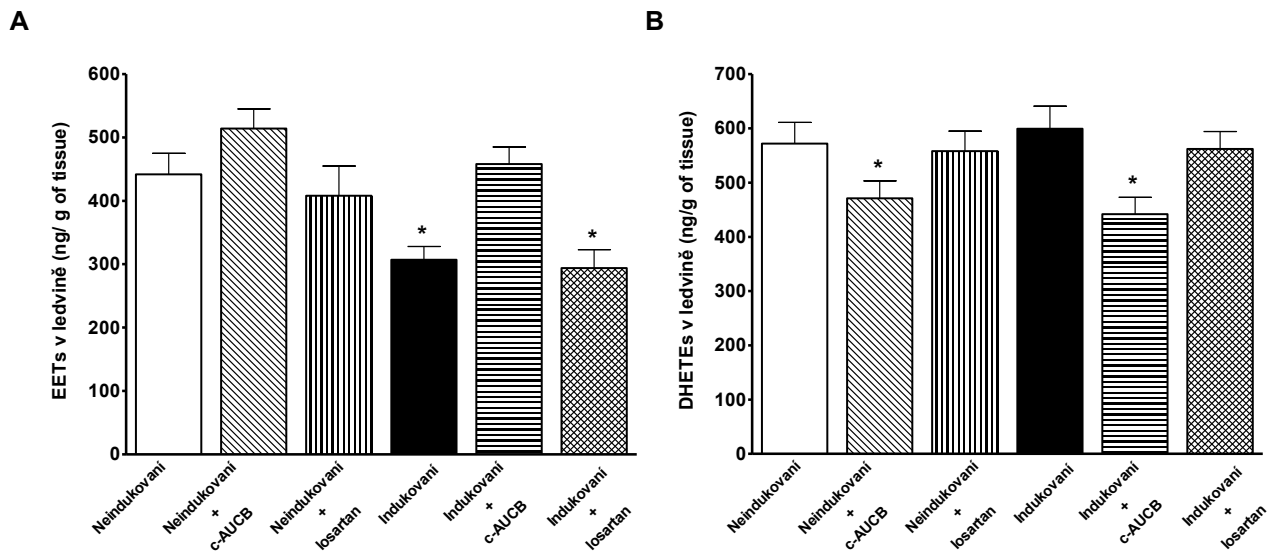 A
EETs v ledvině (ng/ g of tissue)
600
500
400
300
200
100
0
*
*
Neindukovaní
Neindukovaní
+
c-AUCB
Neindukovaní
+
losartan
Indukovaní
Indukovaní
+
c-AUCB
Indukovaní
+
losartan
B
DHETEs v ledvině (ng/g of tissue)
700
600
500
400
300
200
100
0
*
*
Neindukovaní
Neindukovaní
+
c-AUCB
Neindukovaní
+
losartan
Indukovaní
Indukovaní
+
c-AUCB
Indukovaní
+
losartan